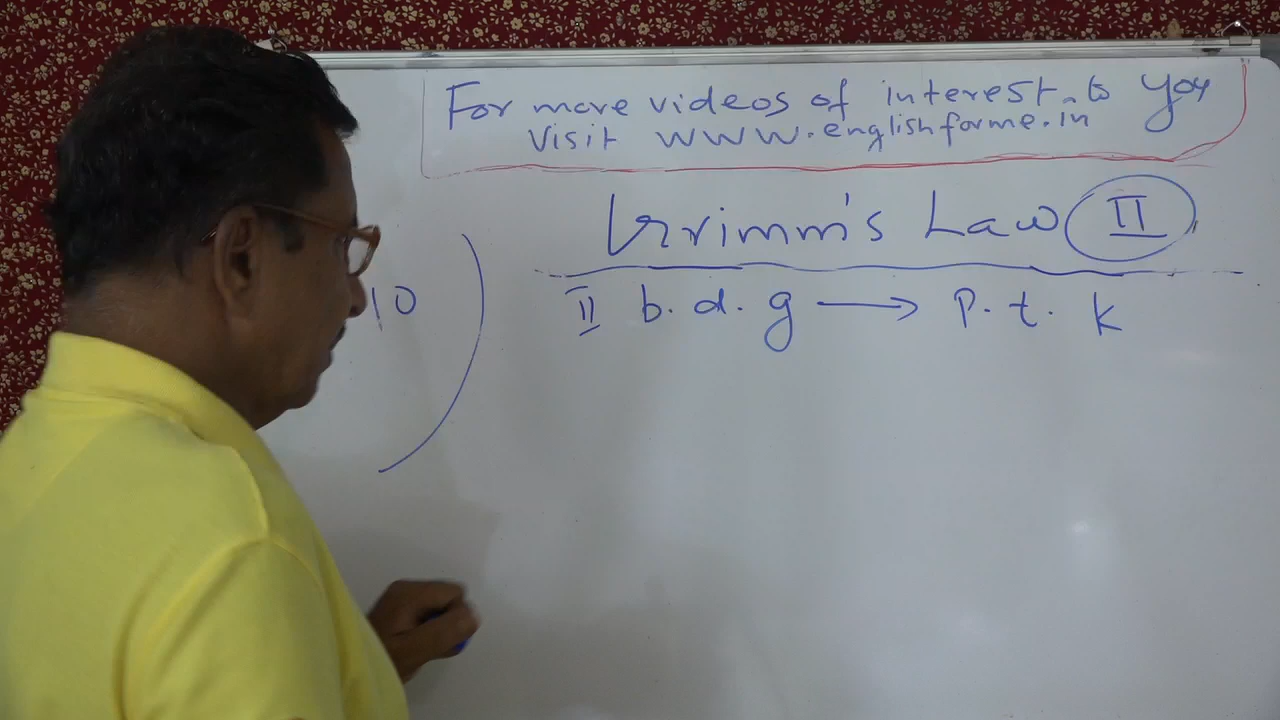 For more videos of interest to you
Visit www.englishforme.in
Grimm's Law II
10
II b. d. g → p. t. k